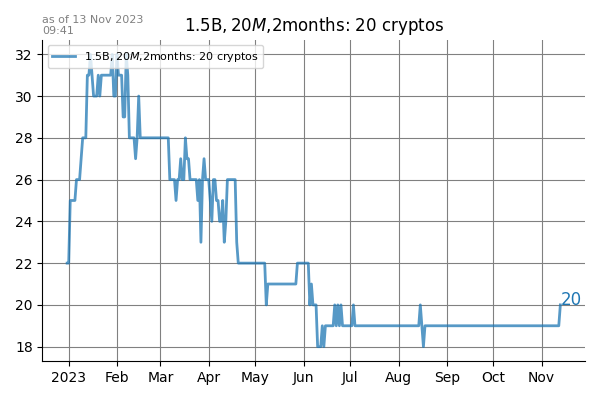 as of 13 Nov 2023
09:41
1.5B, 20M,2months: 20 cryptos
1.5B, 20M,2months: 20 cryptos
32
30
28
26
24
22
20
18
20
2023 Feb Mar Apr May Jun Jul Aug Sep Oct Nov